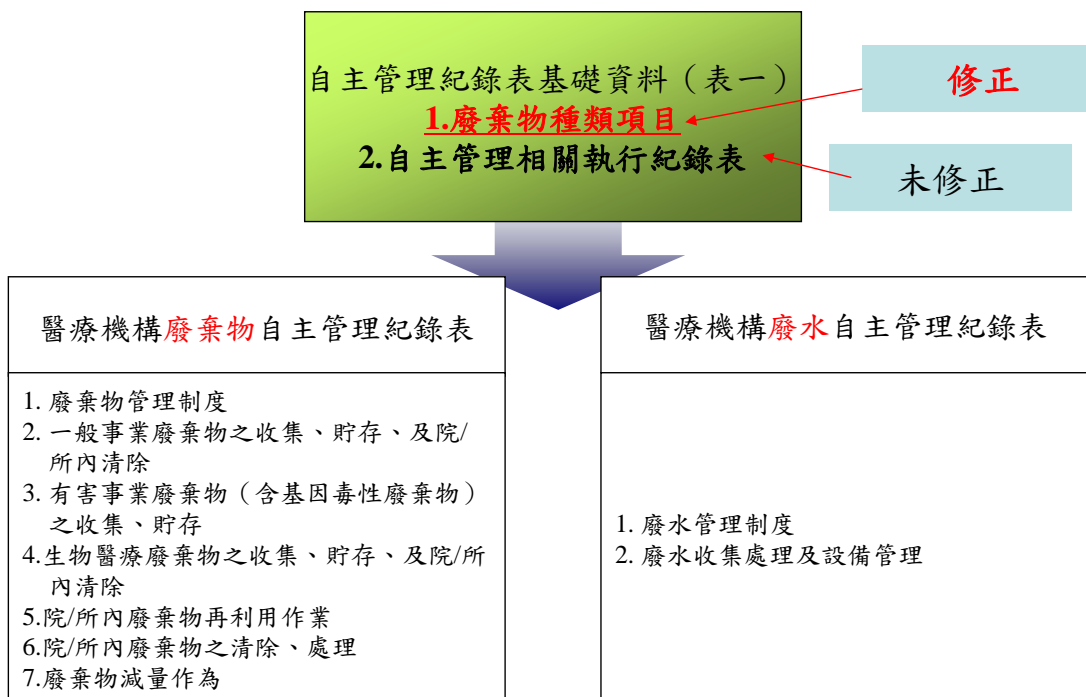 自主管理紀錄表基礎資料（表一）
1.廢棄物種類項目
2.自主管理相關執行紀錄表
修正
未修正
醫療機構廢棄物自主管理紀錄表
1. 廢棄物管理制度
2. 一般事業廢棄物之收集、貯存、及院/
所內清除
3. 有害事業廢棄物（含基因毒性廢棄物）
之收集、貯存
4.生物醫療廢棄物之收集、貯存、及院/所
內清除
5.院/所內廢棄物再利用作業
6.院/所內廢棄物之清除、處理
7.廢棄物減量作為
醫療機構廢水自主管理紀錄表
1. 廢水管理制度
2. 廢水收集處理及設備管理